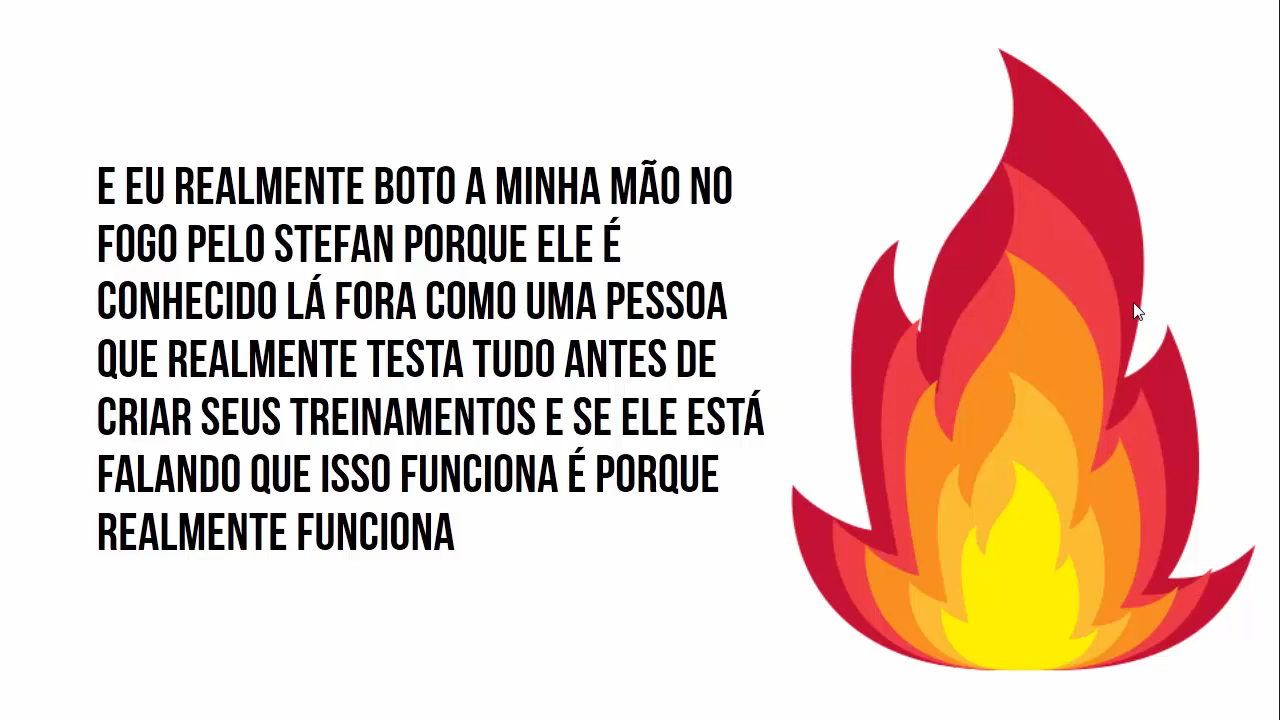 E EU REALMENTE BOTO A MINHA MÃO NO
FOGO PELO STEFAN PORQUE ELE É
CONHECIDO LÁ FORA COMO UMA PESSOA
QUE REALMENTE TESTA TUDO ANTES DE
CRIAR SEUS TREINAMENTOS E SE ELE ESTÁ
FALANDO QUE ISSO FUNCIONA É PORQUE
REALMENTE FUNCIONA